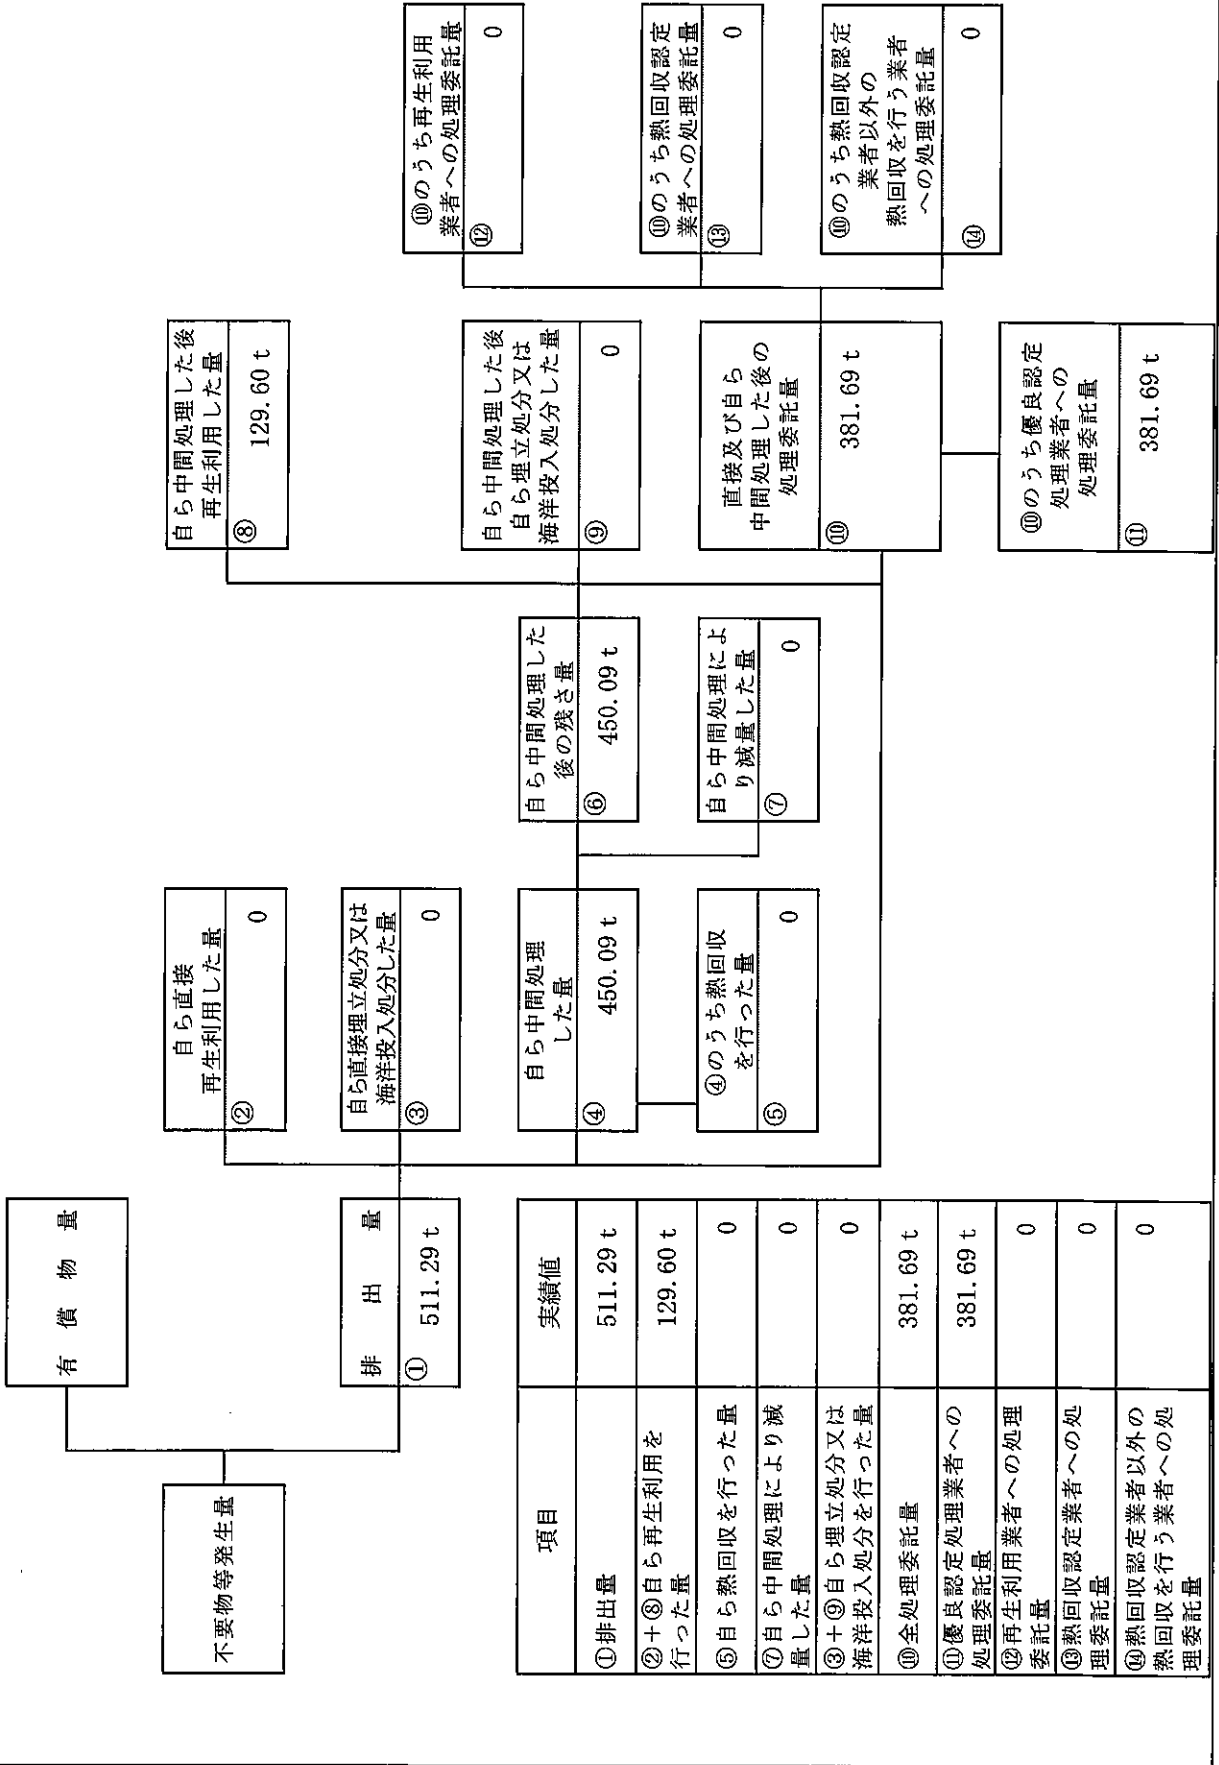 不要物等発生量
有償物量
排出量
① 511.29 t
自ら直接
再生利用した量
② 0
自ら直接埋立処分又は
海洋投入処分した量
③ 0
自ら中間処理
した量
④ 450.09 t
④のうち熱回収
を行った量
⑤ 0
自ら中間処理した
後の残さ量
⑥ 450.09 t
自ら中間処理によ
り減量した量
⑦ 0
自ら中間処理した後
再生利用した量
⑧ 129.60 t
自ら中間処理した後
自ら埋立処分又は
海洋投入処分した量
⑨ 0
直接及び自ら
中間処理した後の
処理委託量
⑩ 381.69 t
⑩のうち優良認定
処理業者への
処理委託量
⑪ 381.69 t
⑩のうち再生利用
業者への処理委託量
⑫ 0
⑩のうち熱回収認定
業者への処理委託量
⑬ 0
⑩のうち熱回収認定
業者以外の
熱回収を行う業者
への処理委託量
⑭ 0
項目 実績値
①排出量 511.29 t
②+⑧自ら再生利用を
行った量 129.60 t
⑤自ら熱回収を行った量 0
⑦自ら中間処理により減
量した量 0
③+⑨自ら埋立処分又は
海洋投入処分を行った量 0
⑩全処理委託量 381.69 t
⑪優良認定処理業者への
処理委託量 381.69 t
⑫再生利用業者への処理
委託量 0
⑬熱回収認定業者への処
理委託量 0
⑭熱回収認定業者以外の
熱回収を行う業者への処
理委託量 0